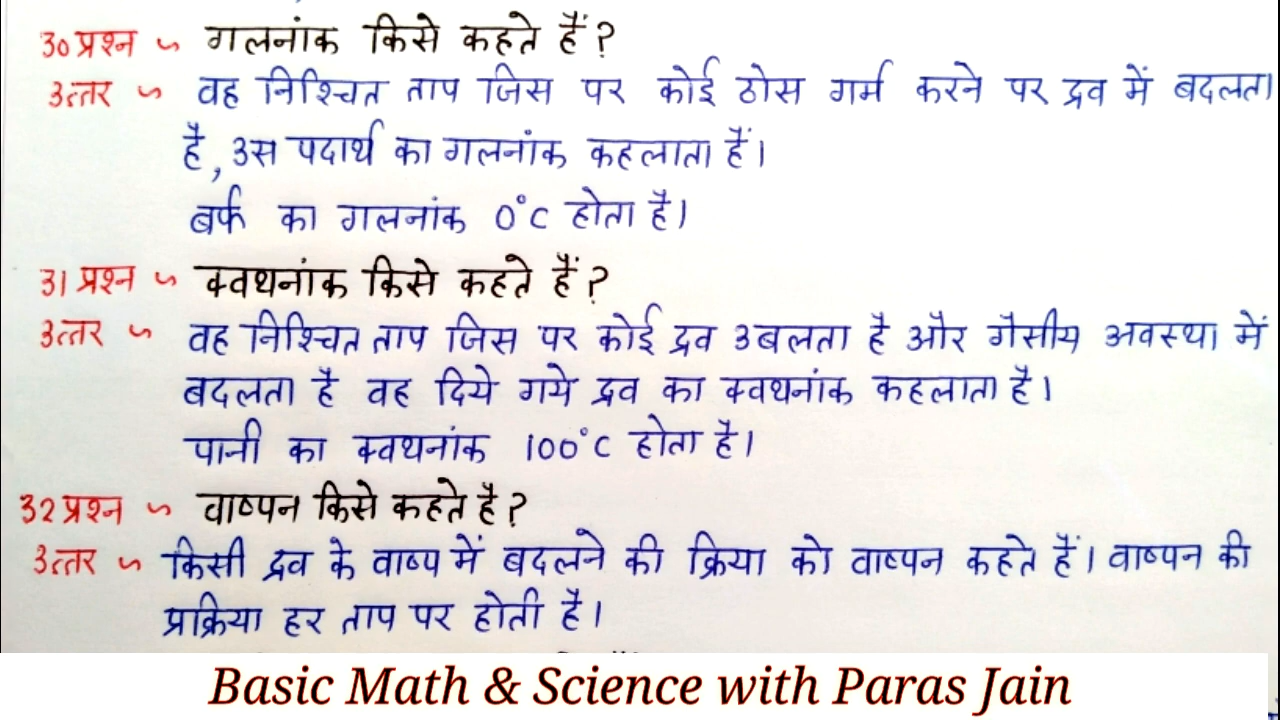 30 प्रश्न ~ गलनांक किसे कहते हैं?
उत्तर ~ वह निश्चित ताप जिस पर कोई ठोस गर्म करने पर द्रव में बदलता
है, उस पदार्थ का गलनांक कहलाता हैं।
बर्फ का गलनांक 0°C होता है।
31 प्रश्न ~ क्वथनांक किसे कहते हैं?
उत्तर ~ वह निश्चित ताप जिस पर कोई द्रव उबलता है और गैसीय अवस्था में
बदलता है वह दिये गये द्रव का क्वथनांक कहलाता है।
पानी का क्वथनांक 100°C होता है।
32 प्रश्न ~ वाष्पन किसे कहते है?
उत्तर ~ किसी द्रव के वाष्प में बदलने की क्रिया को वाष्पन कहते हैं। वाष्पन की
प्रक्रिया हर ताप पर होती है।
Basic Math & Science with Paras Jain